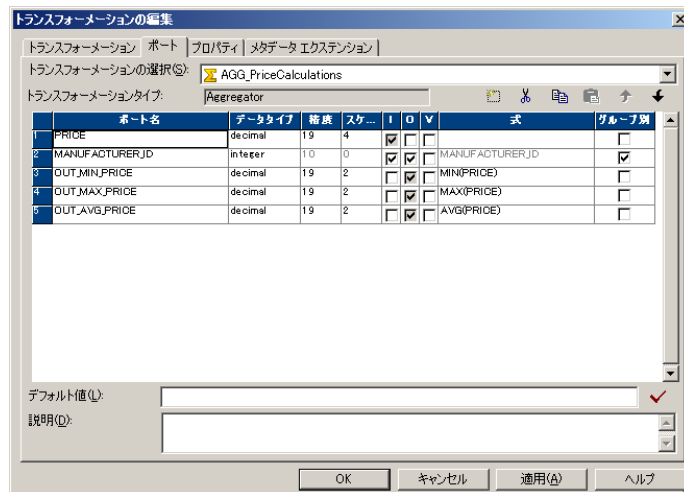 トランスフォーメーションの編集
トランスフォーメーション ポート プロパティ メタデータ エクステンション
トランスフォーメーションの選択(S): AGG_PriceCalculations
トランスフォーメーションタイプ: Aggregator
ポート名 データタイプ 精度 スケ... I O V 式 グループ別
1 PRICE decimal 19 4
2 MANUFACTURER_ID integer 10 0 MANUFACTURER_ID
3 OUT_MIN_PRICE decimal 19 2 MIN(PRICE)
4 OUT_MAX_PRICE decimal 19 2 MAX(PRICE)
5 OUT_AVG_PRICE decimal 19 2 AVG(PRICE)
デフォルト値(L):
説明(D):
OK キャンセル 適用(A) ヘルプ